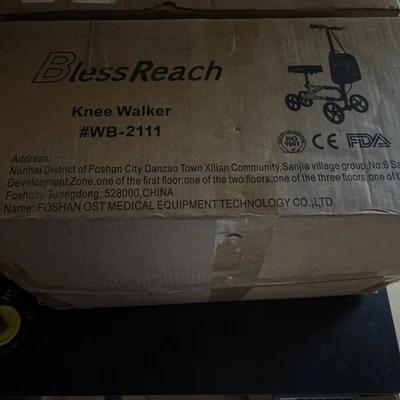 BlessReach
Knee Walker
#WB-2111
ISO
9001
CE FDA
Address:
Nanhai District of Foshan City Danzao Town Xilian Community,Sanjia village group,No.6 Sa
Development Zone,one of the first floor,one of the two floors,one of the three floors,one of th
Foshan, Guangdong, 528000,CHINA
Name: FOSHAN OST MEDICAL EQUIPMENT TECHNOLOGY CO.,LTD